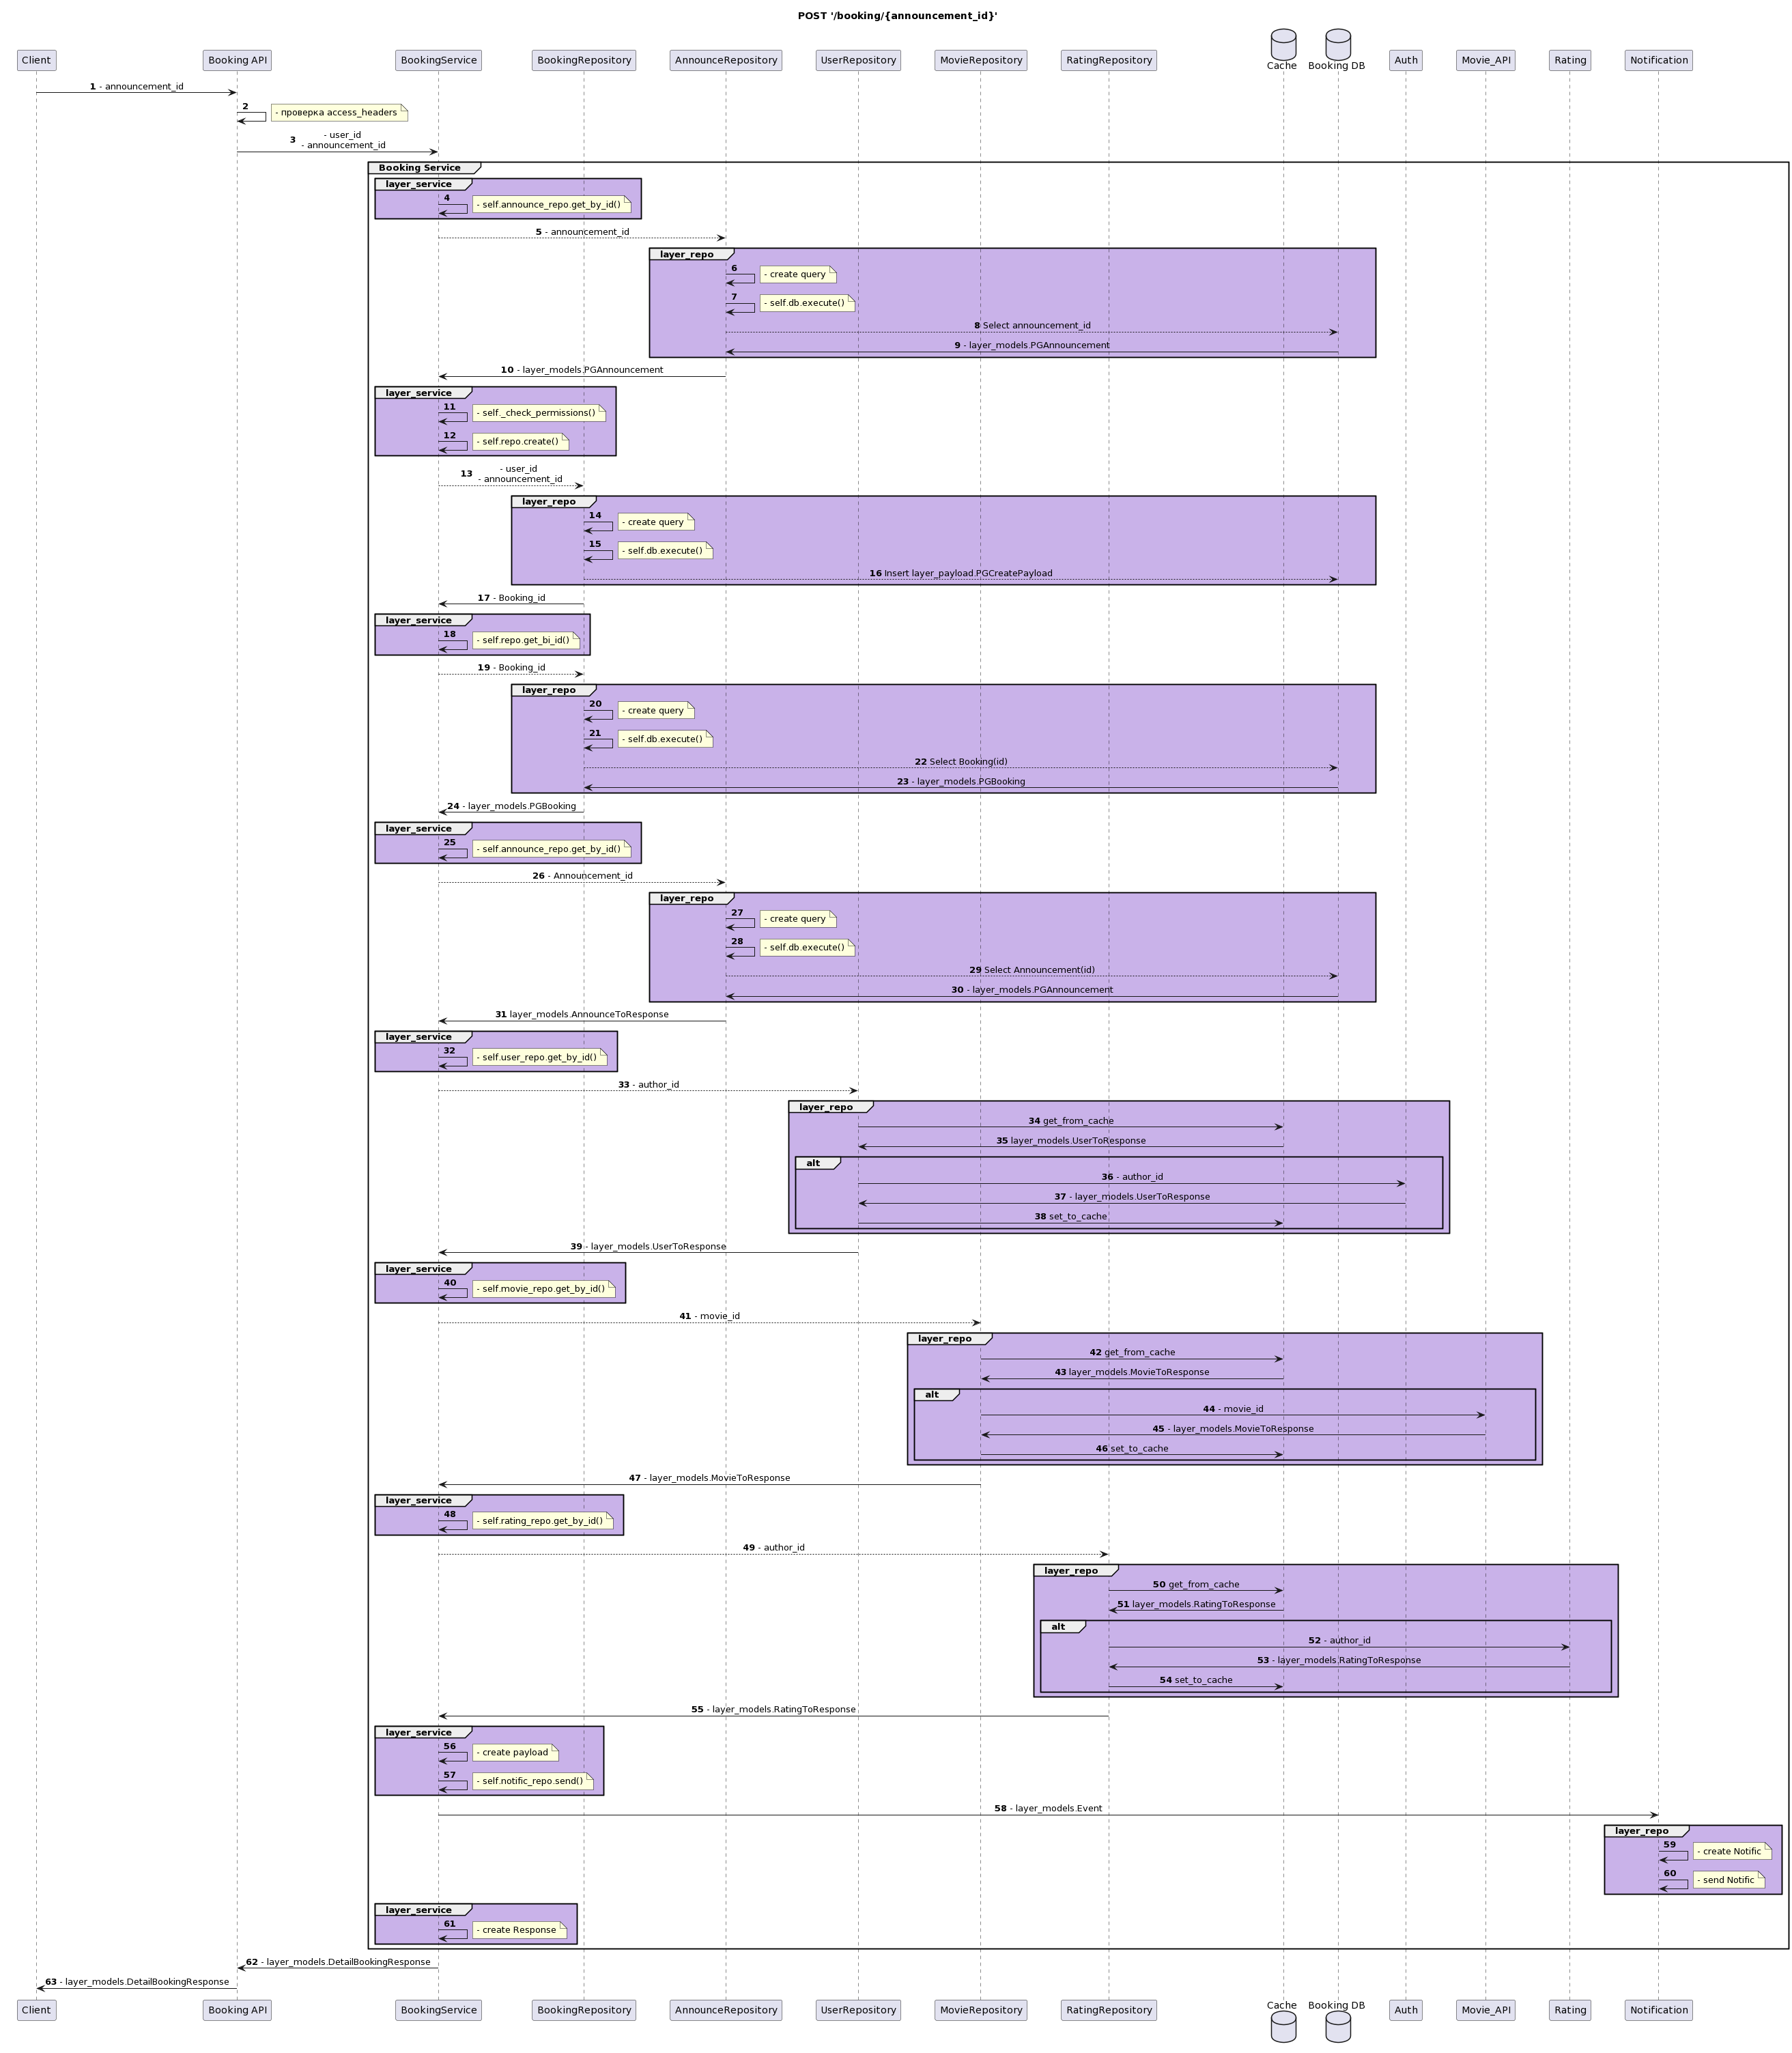 POST '/booking/{announcement_id}'
Client
Booking API
BookingService
BookingRepository
AnnounceRepository
UserRepository
MovieRepository
RatingRepository
Cache
Booking DB
Auth
Movie_API
Rating
Notification
1 - announcement_id
2 - проверка access_headers
3 - user_id
- announcement_id
Booking Service
layer_service
4 - self.announce_repo.get_by_id()
5 - announcement_id
layer_repo
6 - create query
7 - self.db.execute()
8 Select announcement_id
9 - layer_models.PGAnnouncement
10 - layer_models.PGAnnouncement
layer_service
11 - self._check_permissions()
12 - self.repo.create()
13 - user_id
- announcement_id
layer_repo
14 - create query
15 - self.db.execute()
16 Insert layer_payload.PGCreatePayload
17 - Booking_id
layer_service
18 - self.repo.get_bi_id()
19 - Booking_id
layer_repo
20 - create query
21 - self.db.execute()
22 Select Booking(id)
23 - layer_models.PGBooking
24 - layer_models.PGBooking
layer_service
25 - self.announce_repo.get_by_id()
26 - Announcement_id
layer_repo
27 - create query
28 - self.db.execute()
29 Select Announcement(id)
30 - layer_models.PGAnnouncement
31 layer_models.AnnounceToResponse
layer_service
32 - self.user_repo.get_by_id()
33 - author_id
layer_repo
34 get_from_cache
35 layer_models.UserToResponse
alt
36 - author_id
37 - layer_models.UserToResponse
38 set_to_cache
39 - layer_models.UserToResponse
layer_service
40 - self.movie_repo.get_by_id()
41 - movie_id
layer_repo
42 get_from_cache
43 layer_models.MovieToResponse
alt
44 - movie_id
45 - layer_models.MovieToResponse
46 set_to_cache
47 - layer_models.MovieToResponse
layer_service
48 - self.rating_repo.get_by_id()
49 - author_id
layer_repo
50 get_from_cache
51 layer_models.RatingToResponse
alt
52 - author_id
53 - layer_models.RatingToResponse
54 set_to_cache
55 - layer_models.RatingToResponse
layer_service
56 - create payload
57 - self.notific_repo.send()
58 - layer_models.Event
layer_repo
59 - create Notific
60 - send Notific
layer_service
61 - create Response
62 - layer_models.DetailBookingResponse
63 - layer_models.DetailBookingResponse
Client
Booking API
BookingService
BookingRepository
AnnounceRepository
UserRepository
MovieRepository
RatingRepository
Cache
Booking DB
Auth
Movie_API
Rating
Notification